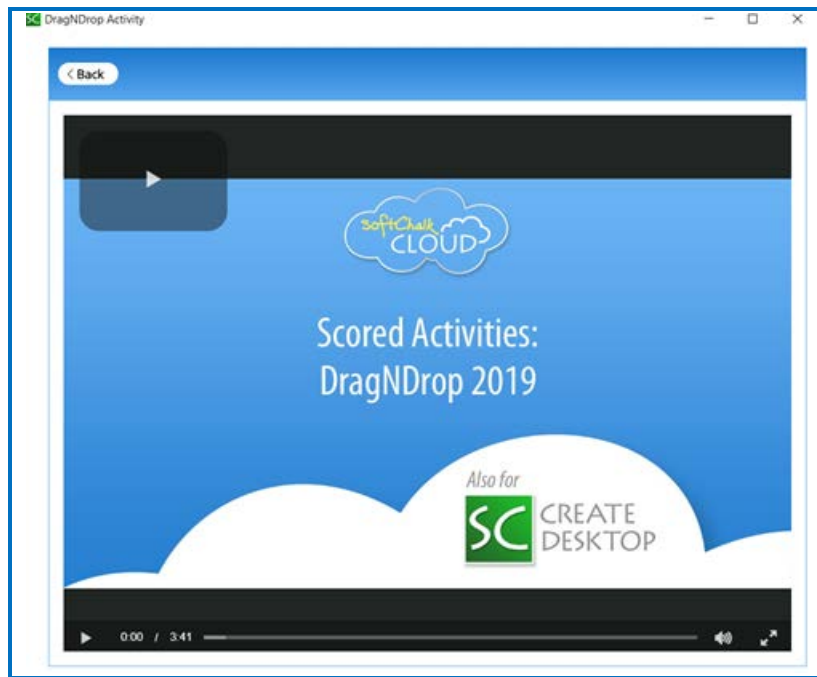 SC DragNDrop Activity
< Back
softChalk
CLOUD
Scored Activities:
DragNDrop 2019
Also for
SC CREATE
DESKTOP
0:00 / 3:41